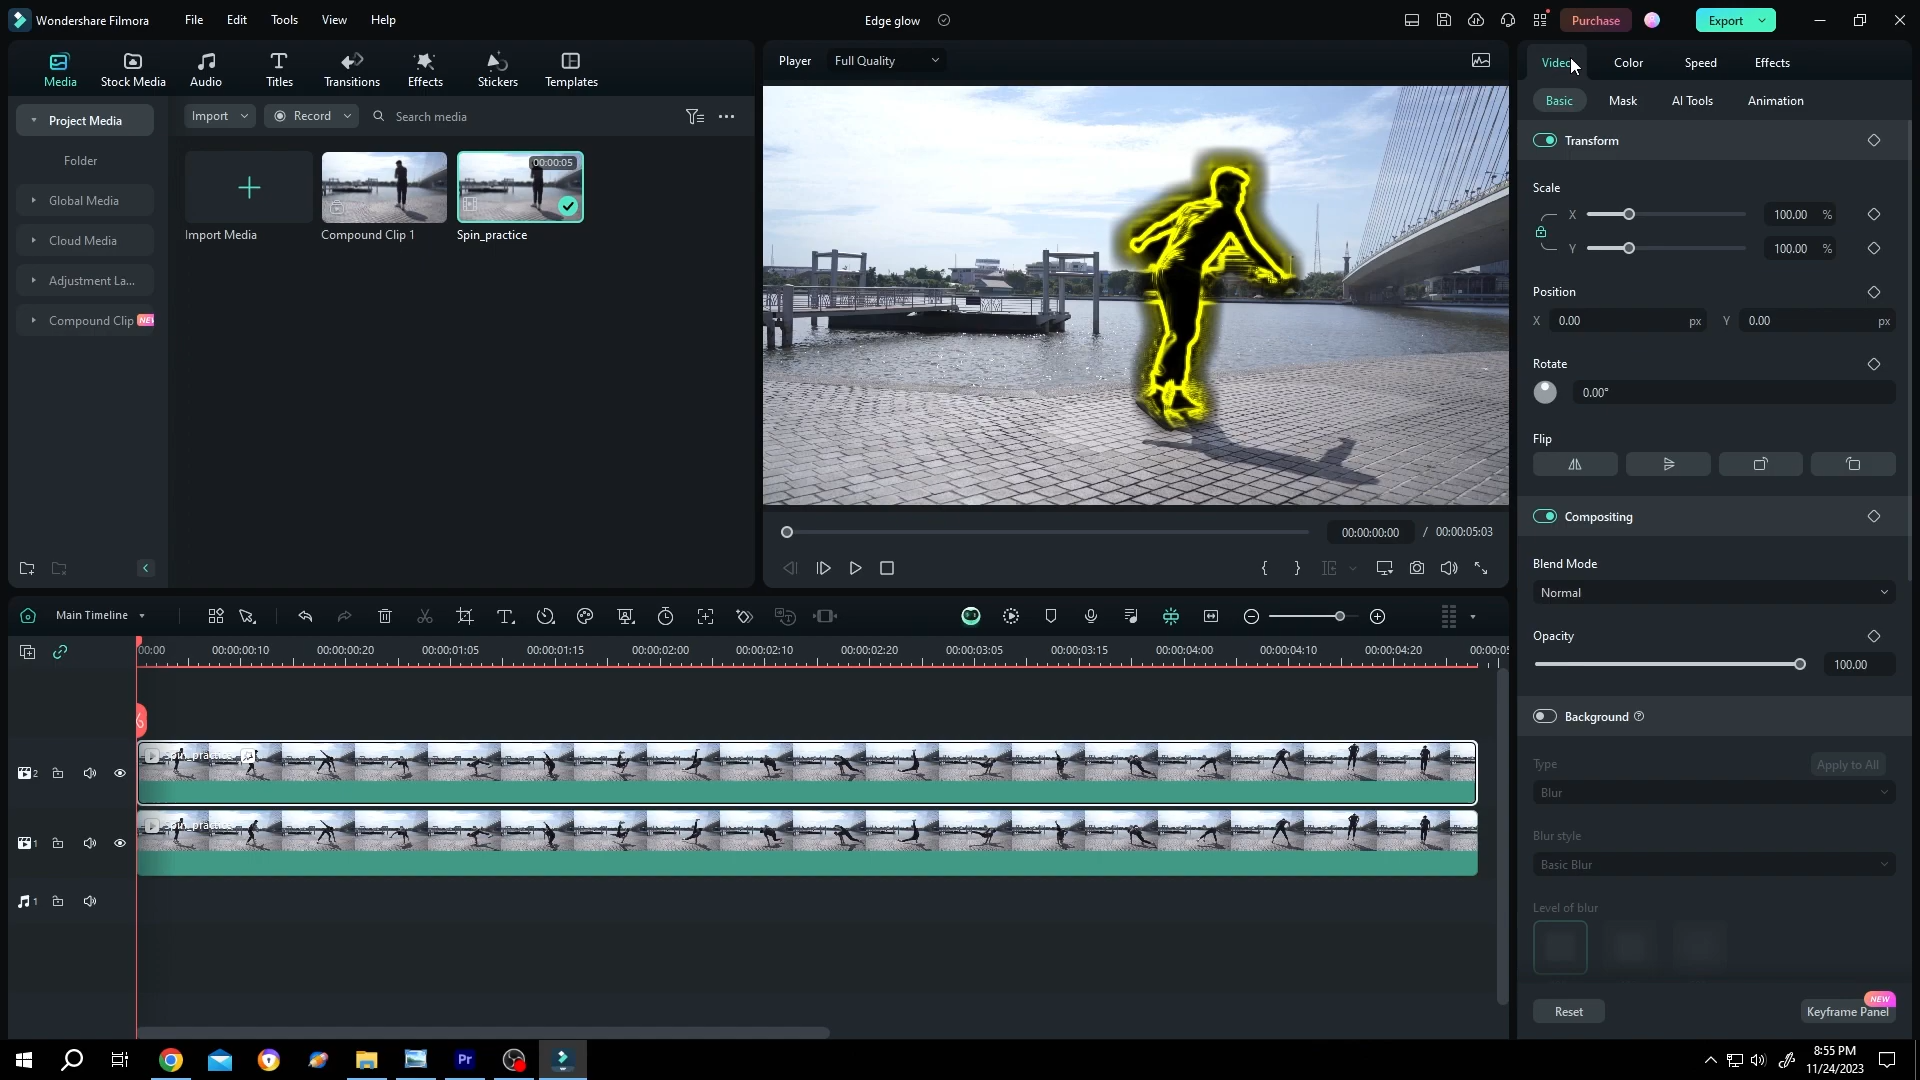 Wondershare Filmora
File
Edit
Tools
View
Help
Edge glow
Purchase
Export
Media
Stock Media
Audio
Titles
Transitions
Effects
Stickers
Templates
Player
Full Quality
Video
Color
Speed
Effects
Project Media
Import
Record
Search media
Basic
Mask
AI Tools
Animation
Folder
Global Media
Cloud Media
Adjustment La...
Compound Clip
00:00:05
Import Media
Compound Clip 1
Spin_practice
Transform
Scale
X
100.00
%
Y
100.00
%
Position
X
0.00
px
Y
0.00
px
Rotate
0.00°
Flip
Compositing
Blend Mode
Normal
Opacity
100.00
Background
Type
Apply to All
Blur
Blur style
Basic Blur
Level of blur
Reset
NEW
Keyframe Panel
00:00:00:00
/
00:00:05:03
Main Timeline
00:00
00:00:00:10
00:00:00:20
00:00:01:05
00:00:01:15
00:00:02:00
00:00:02:10
00:00:02:20
00:00:03:05
00:00:03:15
00:00:04:00
00:00:04:10
00:00:04:20
2
1
1
Pr
8:55 PM
11/24/2023